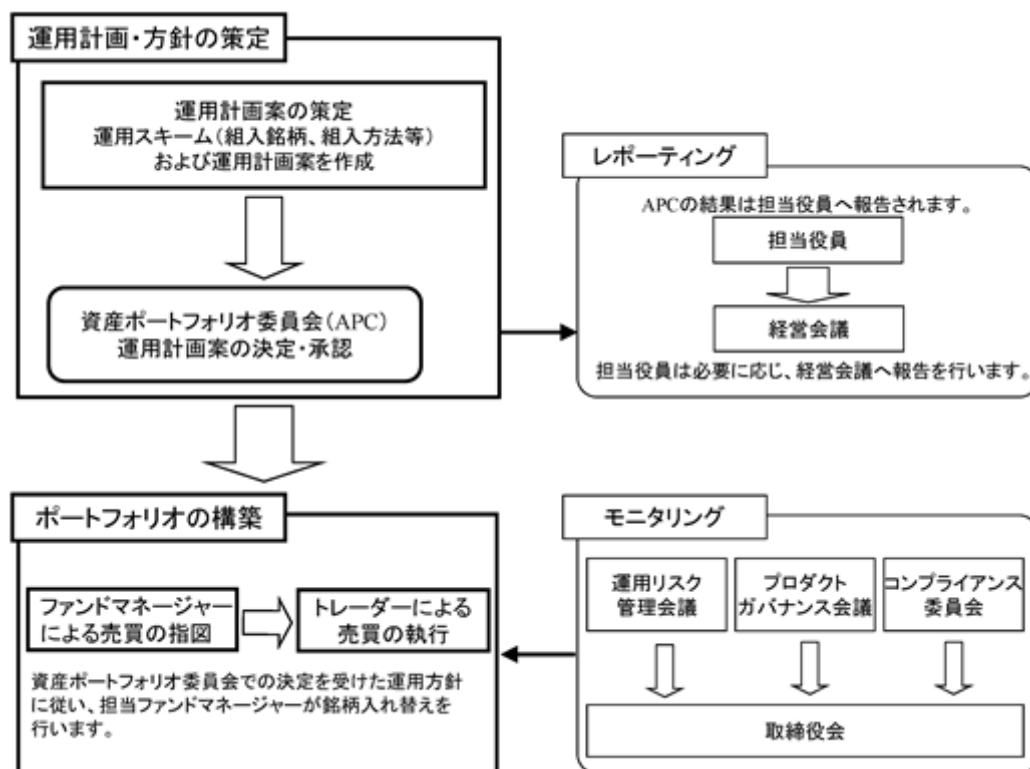 運用計画・方針の策定
運用計画案の策定
運用スキーム(組入銘柄、組入方法等)
および運用計画案を作成
資産ポートフォリオ委員会(APC)
運用計画案の決定・承認
レポーティング
APCの結果は担当役員へ報告されます。
担当役員
経営会議
担当役員は必要に応じ、経営会議へ報告を行います。
ポートフォリオの構築
ファンドマネージャー
による売買の指図
トレーダーによる
売買の執行
資産ポートフォリオ委員会での決定を受けた運用方針
に従い、担当ファンドマネージャーが銘柄入れ替えを
行います。
モニタリング
運用リスク
管理会議
プロダクト
ガバナンス会議
コンプライアンス
委員会
取締役会